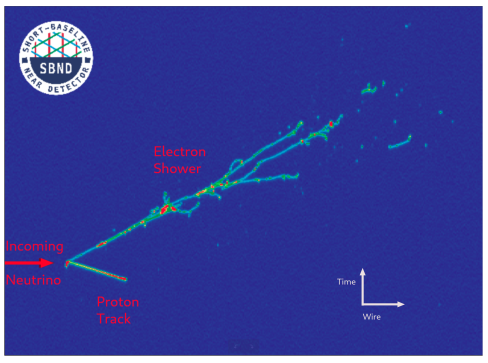 SHORT-BASELINE
SBND
NEAR DETECTOR
Electron
Shower
Incoming
Neutrino
Proton
Track
Time
Wire